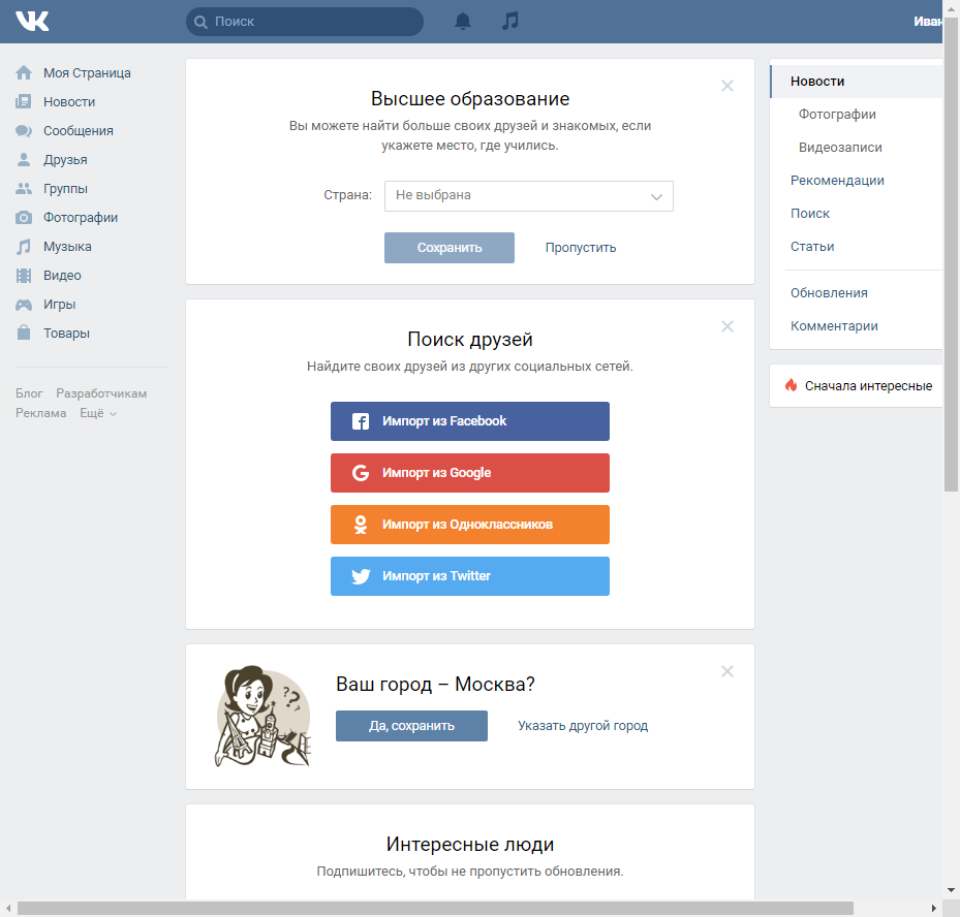 VK
Поиск
Иван
Моя Страница
Новости
Сообщения
Друзья
Группы
Фотографии
Музыка
Видео
Игры
Товары
Блог Разработчикам
Реклама Ещё
Высшее образование
Вы можете найти больше своих друзей и знакомых, если
укажете место, где учились.
Страна: Не выбрана
Сохранить Пропустить
Поиск друзей
Найдите своих друзей из других социальных сетей.
Импорт из Facebook
Импорт из Google
Импорт из Одноклассников
Импорт из Twitter
Ваш город – Москва?
Да, сохранить Указать другой город
Интересные люди
Подпишитесь, чтобы не пропустить обновления.
Новости
Фотографии
Видеозаписи
Рекомендации
Поиск
Статьи
Обновления
Комментарии
Сначала интересные